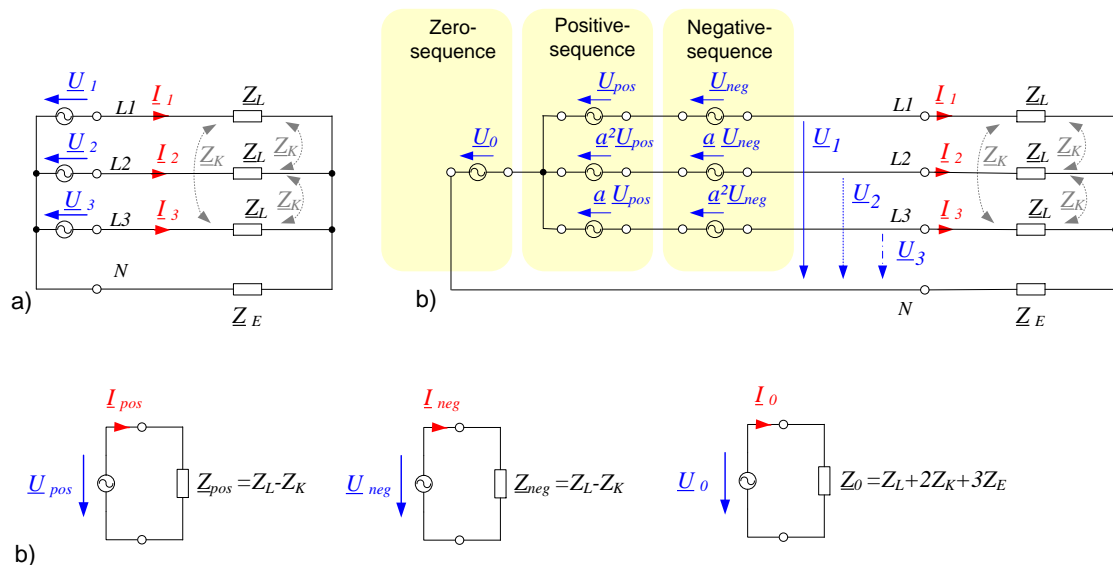 Zero-
sequence
Positive-
sequence
Negative-
sequence
U 1
L1
I 1
Z L
Z K
Z K
U 2
L2
I 2
Z L
Z K
U 3
L3
I 3
Z L
N
Z E
a)
U 0
U pos
U neg
a² U pos
a U neg
a U pos
a² U neg
U 1
U 2
U 3
L1
I 1
Z L
Z K
Z K
L2
I 2
Z L
Z K
L3
I 3
Z L
N
Z E
b)
I pos
U pos
Z pos =Z L -Z K
I neg
U neg
Z neg =Z L -Z K
I 0
U 0
Z 0 =Z L +2Z K +3Z E
b)